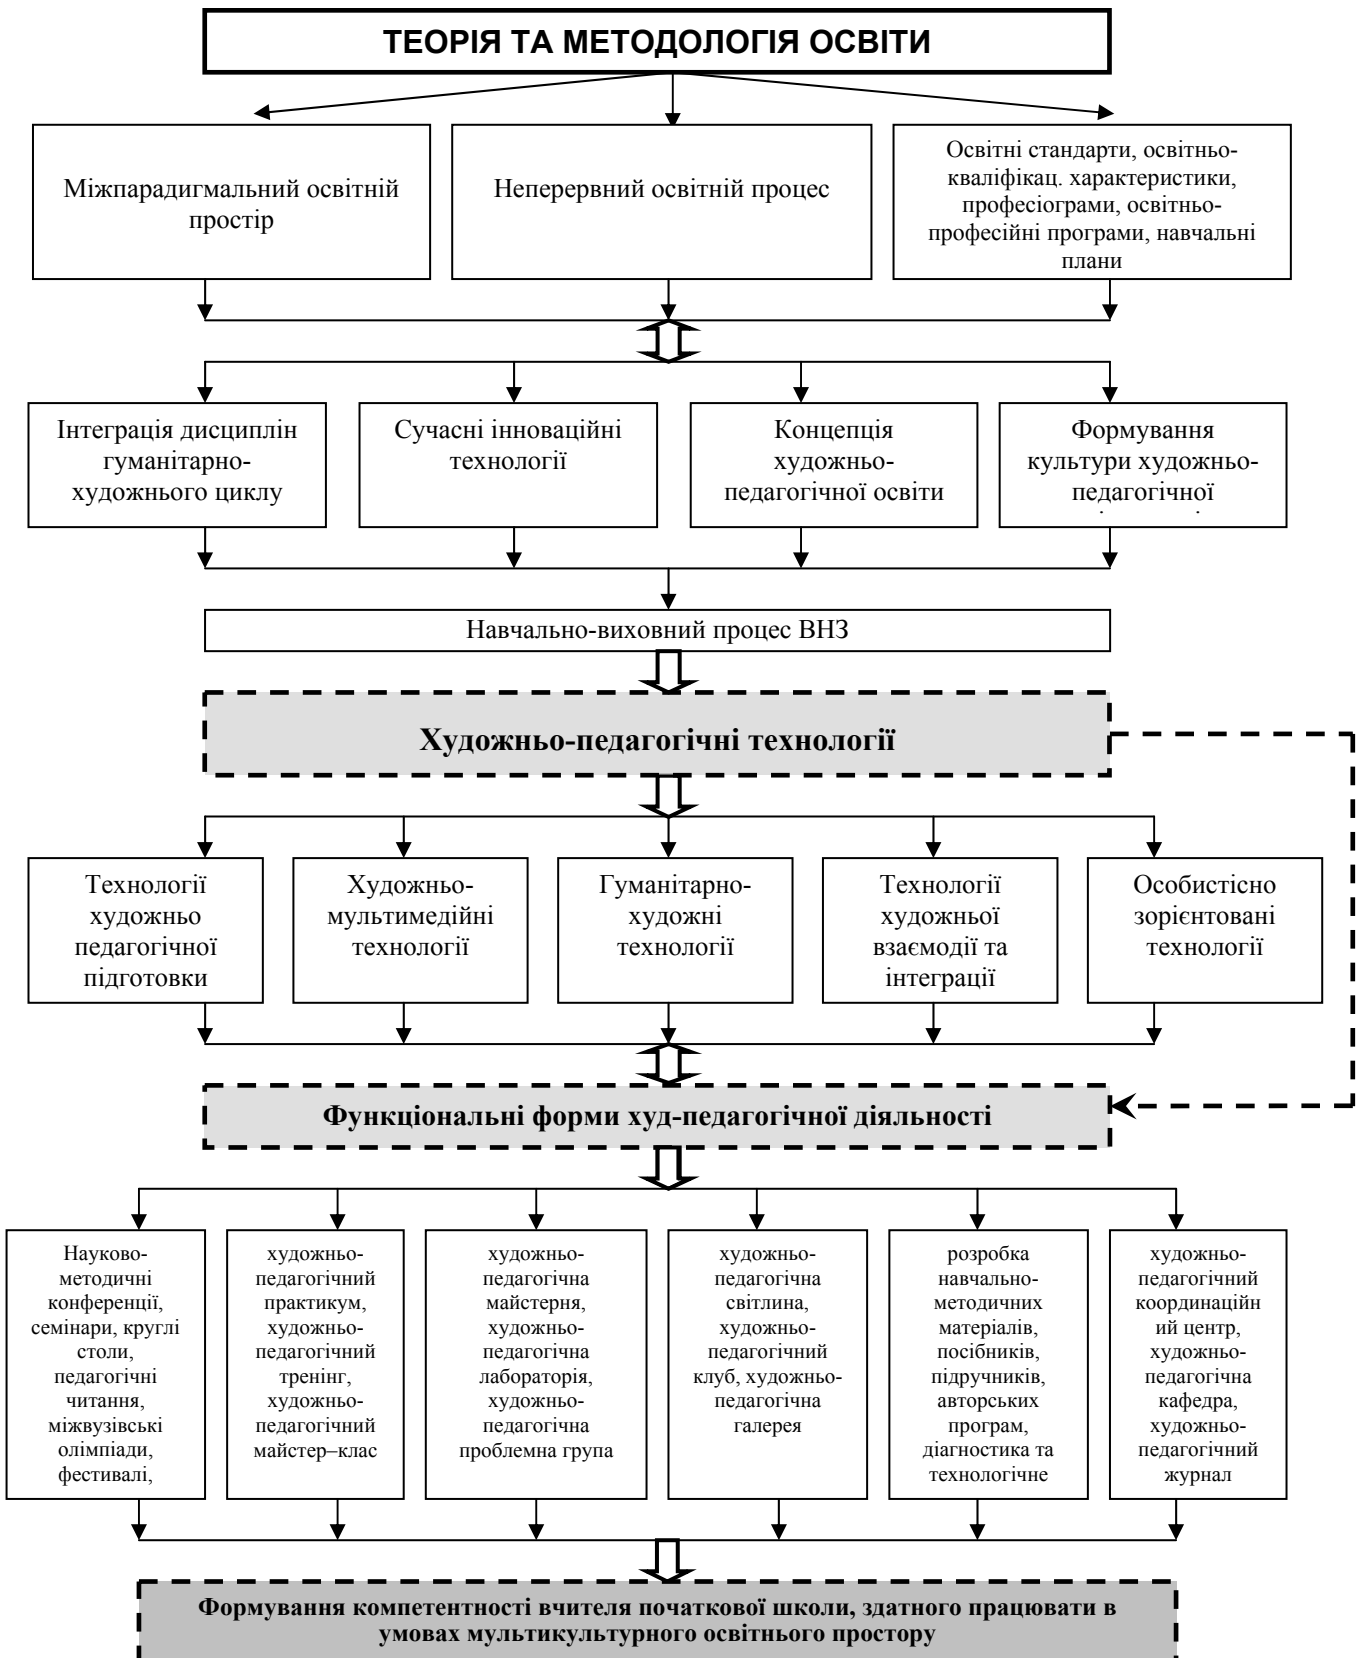 ТЕОРІЯ ТА МЕТОДОЛОГІЯ ОСВІТИ
Міжпарадигмальний освітній
простір
Неперервний освітній процес
Освітні стандарти, освітньо-
кваліфікац. характеристики,
професіограми, освітньо-
професійні програми, навчальні
плани
Інтеграція дисциплін
гуманітарно-
художнього циклу
Сучасні інноваційні
технології
Концепція
художньо-
педагогічної освіти
Формування
культури художньо-
педагогічної
Навчально-виховний процес ВНЗ
Художньо-педагогічні технології
Технології
художньо
педагогічної
підготовки
Художньо-
мультимедійні
технології
Гуманітарно-
художні
технології
Технології
художньої
взаємодії та
інтеграції
Особистісно
зорієнтовані
технології
Функціональні форми худ-педагогічної діяльності
Науково-
методичні
конференції,
семінари, круглі
столи,
педагогічні
читання,
міжвузівські
олімпіади,
фестивалі,
художньо-
педагогічний
практикум,
художньо-
педагогічний
тренінг,
художньо-
педагогічний
майстер–клас
художньо-
педагогічна
майстерня,
художньо-
педагогічна
лабораторія,
художньо-
педагогічна
проблемна група
художньо-
педагогічна
світлина,
художньо-
педагогічний
клуб, художньо-
педагогічна
галерея
розробка
навчально-
методичних
матеріалів,
посібників,
підручників,
авторських
програм,
діагностика та
технологічне
художньо-
педагогічний
координаційн
ий центр,
художньо-
педагогічна
кафедра,
художньо-
педагогічний
журнал
Формування компетентності вчителя початкової школи, здатного працювати в
умовах мультикультурного освітнього простору